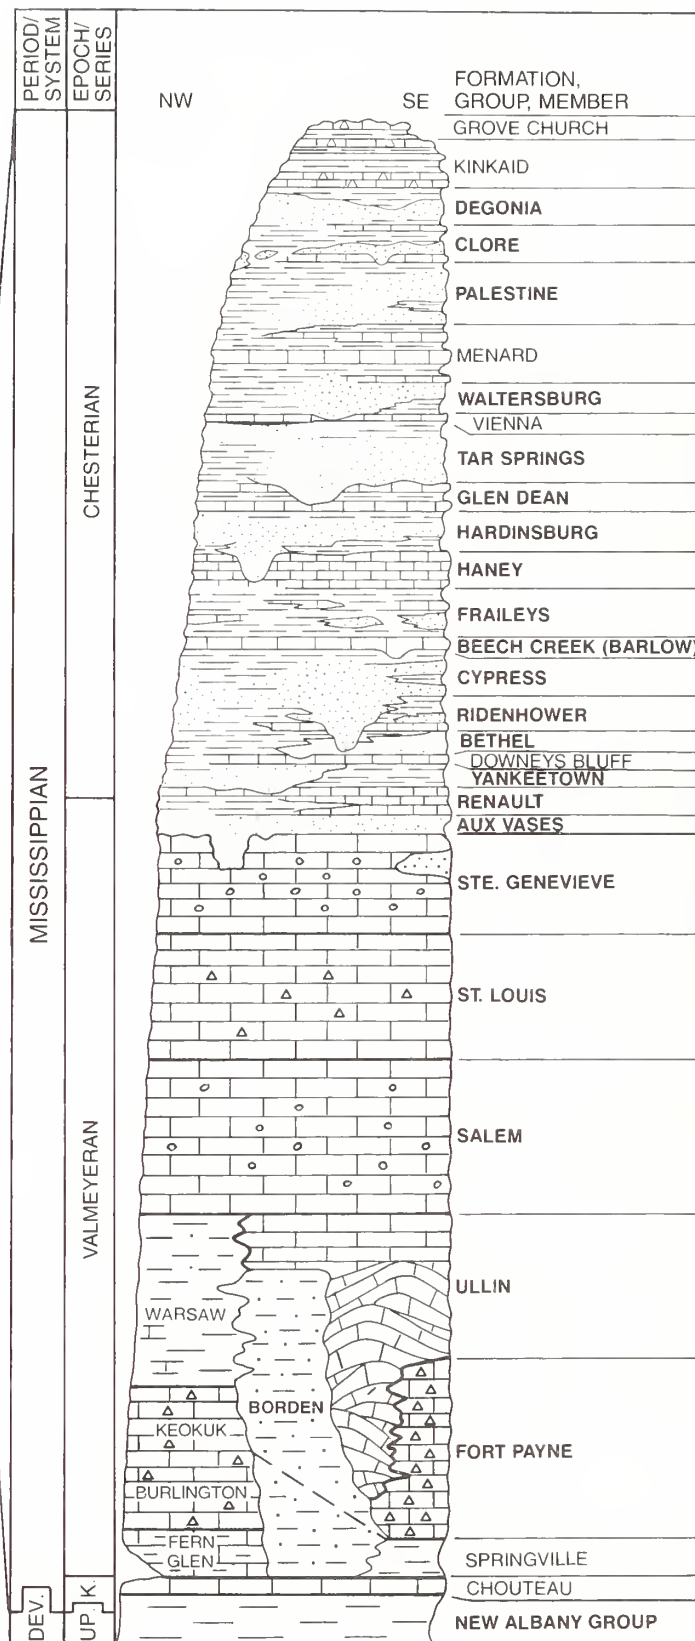 PERIOD/
SYSTEM
EPOCH/
SERIES
NW
SE
FORMATION,
GROUP, MEMBER
GROVE CHURCH
KINKAID
DEGONIA
CLORE
PALESTINE
MENARD
WALTERSBURG
VIENNA
TAR SPRINGS
GLEN DEAN
HARDINSBURG
HANEY
FRAILEYS
BEECH CREEK (BARLOW)
CYPRESS
RIDENHOWER
BETHEL
DOWNEYS BLUFF
YANKEETOWN
RENAULT
AUX VASES
STE. GENEVIEVE
ST. LOUIS
SALEM
ULLIN
FORT PAYNE
SPRINGVILLE
CHOUTEAU
NEW ALBANY GROUP
WARSAW
BORDEN
KEOKUK
BURLINGTON
FERN
GLEN
CHESTERIAN
VALMEYERAN
MISSISSIPPIAN
K.
DEV.
UP.